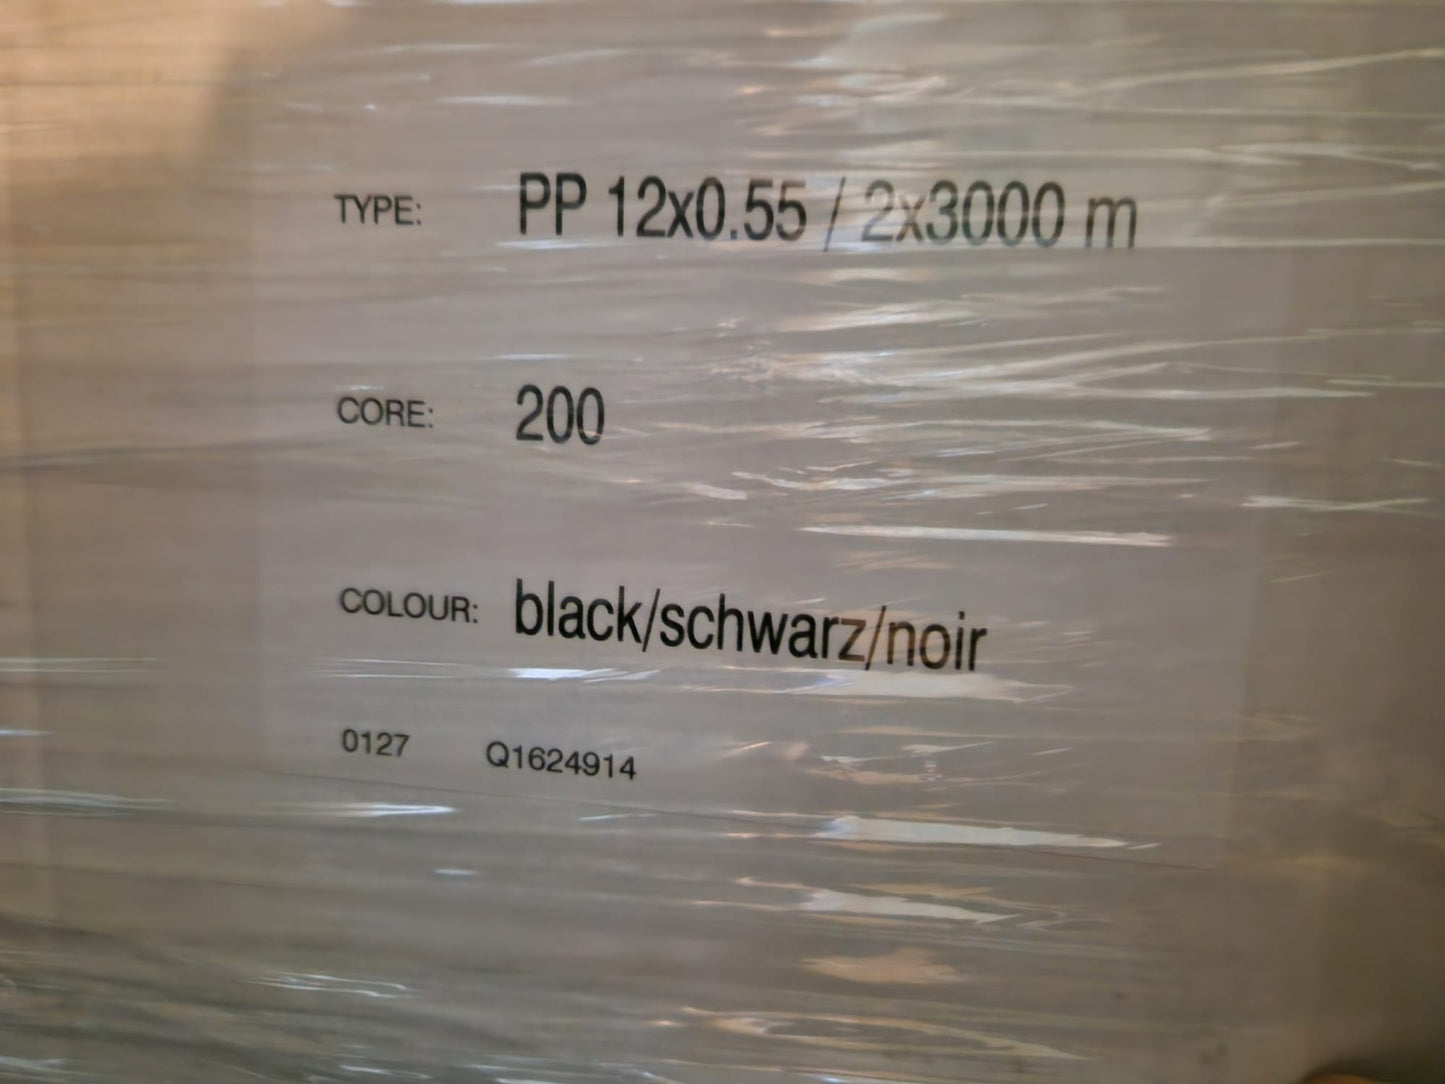 TYPE: PP 12x0.55 / 2x3000 m
CORE: 200
COLOUR: black/schwarz/noir
0127 Q1624914